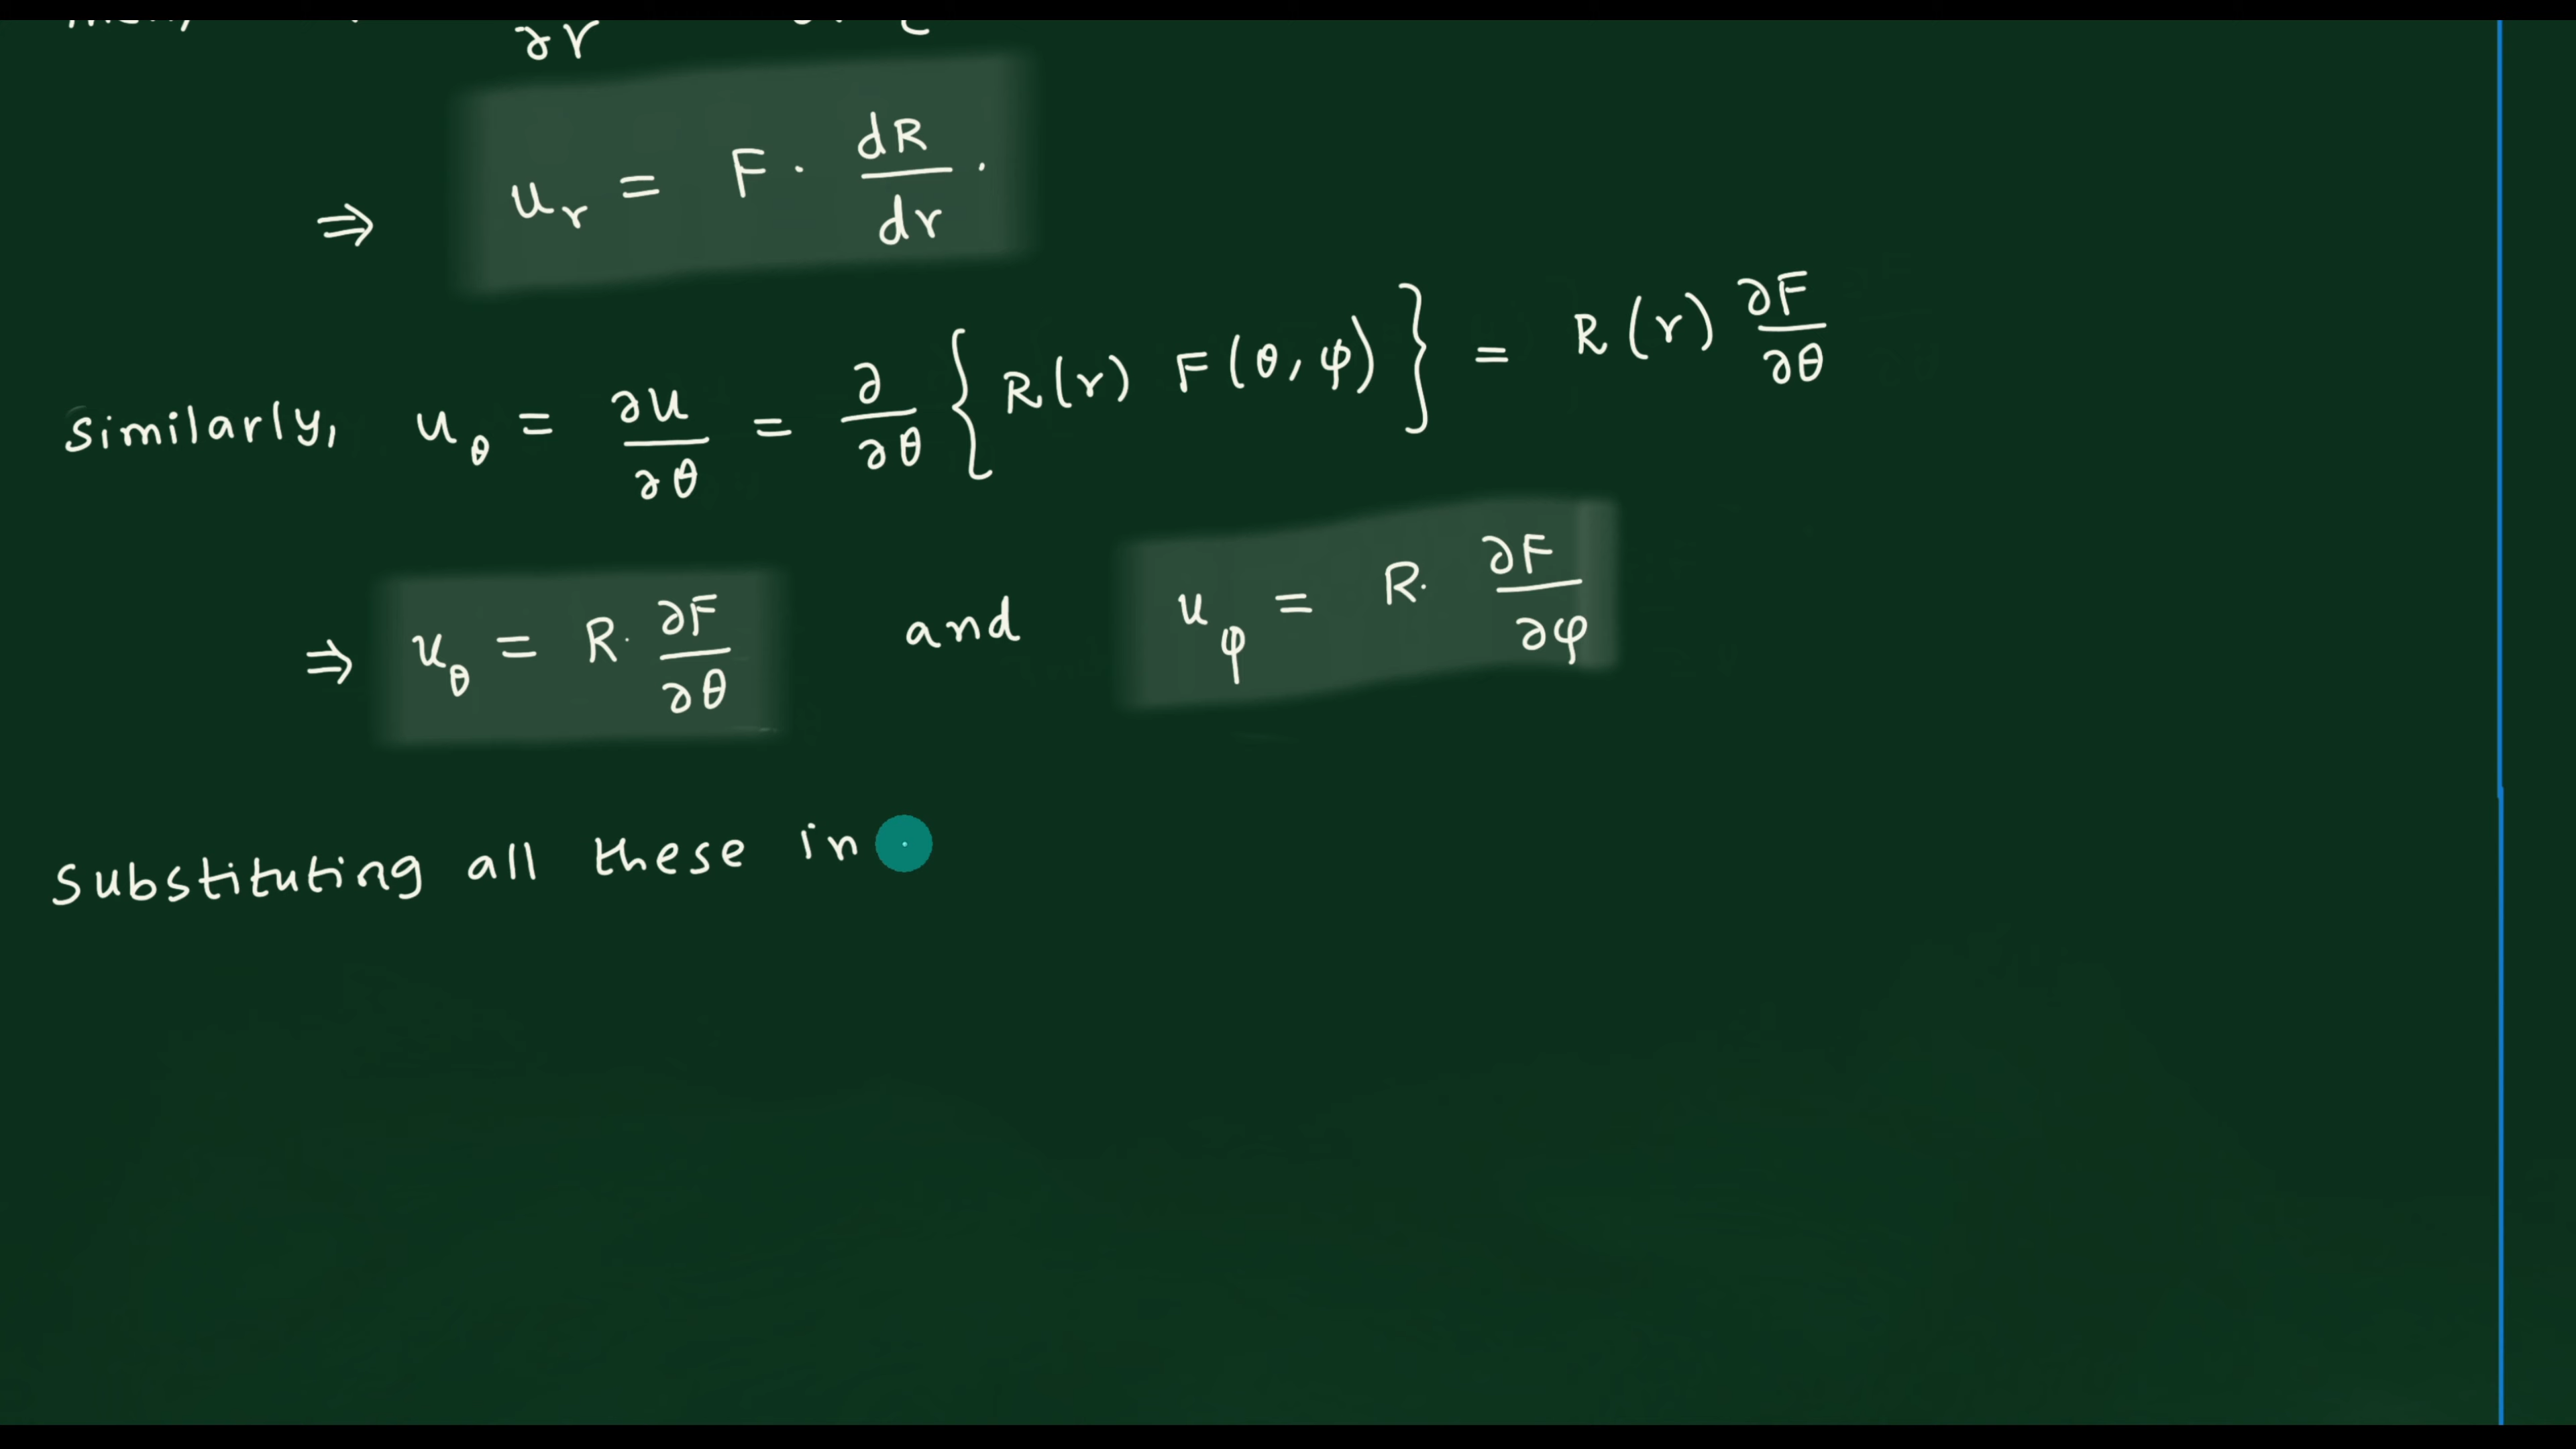 ∂r
⇒ u_r = F · dR/dr .
Similarly, u_θ = ∂u/∂θ = ∂/∂θ { R(r) F(θ, φ) } = R(r) ∂F/∂θ
⇒ u_θ = R· ∂F/∂θ and u_φ = R· ∂F/∂φ
Substituting all these in